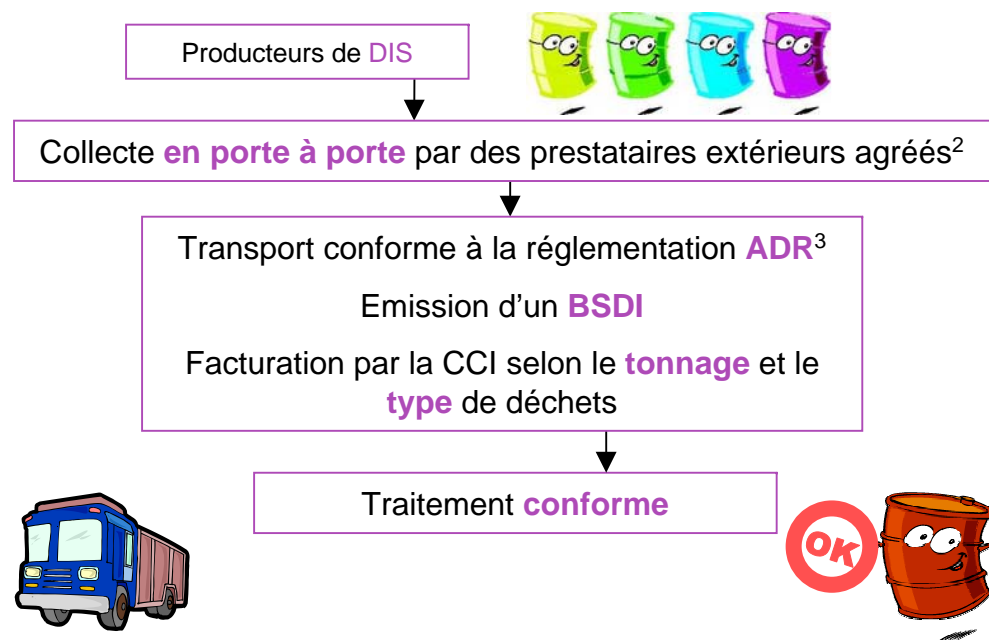 Producteurs de DIS
Collecte en porte à porte par des prestataires extérieurs agréés²
Transport conforme à la réglementation ADR³
Emission d’un BSDI
Facturation par la CCI selon le tonnage et le
type de déchets
Traitement conforme
OK